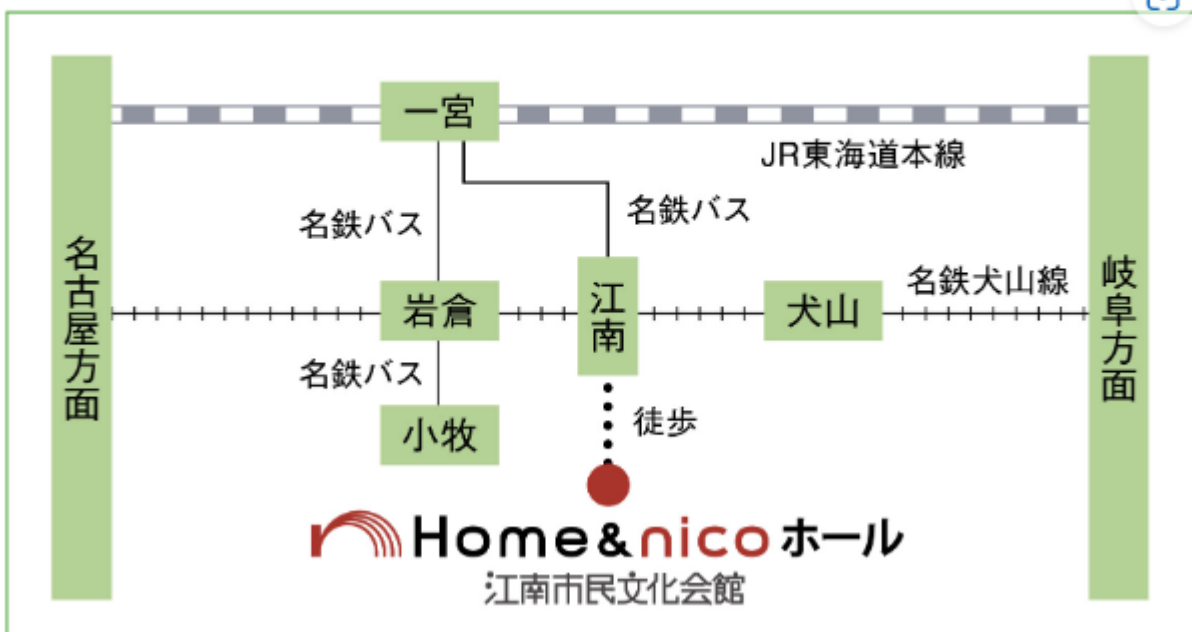 一宮
JR東海道本線
名鉄バス
名鉄バス
名古屋方面
岩倉
江南
犬山
名鉄犬山線
岐阜方面
名鉄バス
小牧
徒歩
Home&nicoホール
江南市民文化会館